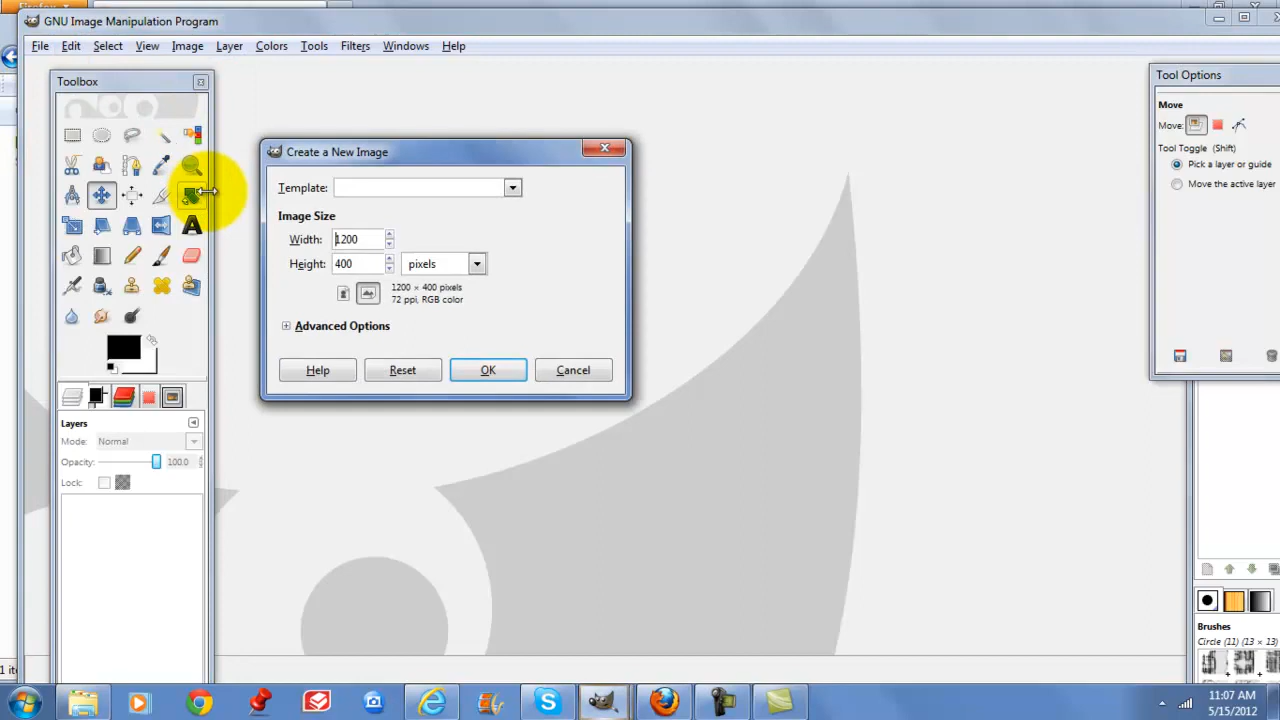 Firefox
GNU Image Manipulation Program
File Edit Select View Image Layer Colors Tools Filters Windows Help
Toolbox
Tool Options
Move
Move:
Tool Toggle (Shift)
Pick a layer or guide
Move the active layer
Create a New Image
Template:
Image Size
Width: 1200
Height: 400 pixels
1200 × 400 pixels
72 ppi, RGB color
Advanced Options
Help Reset OK Cancel
A
Layers
Mode: Normal
Opacity: 100.0
Lock:
Brushes
Circle (11) (13 × 13)
11:07 AM
5/15/2012